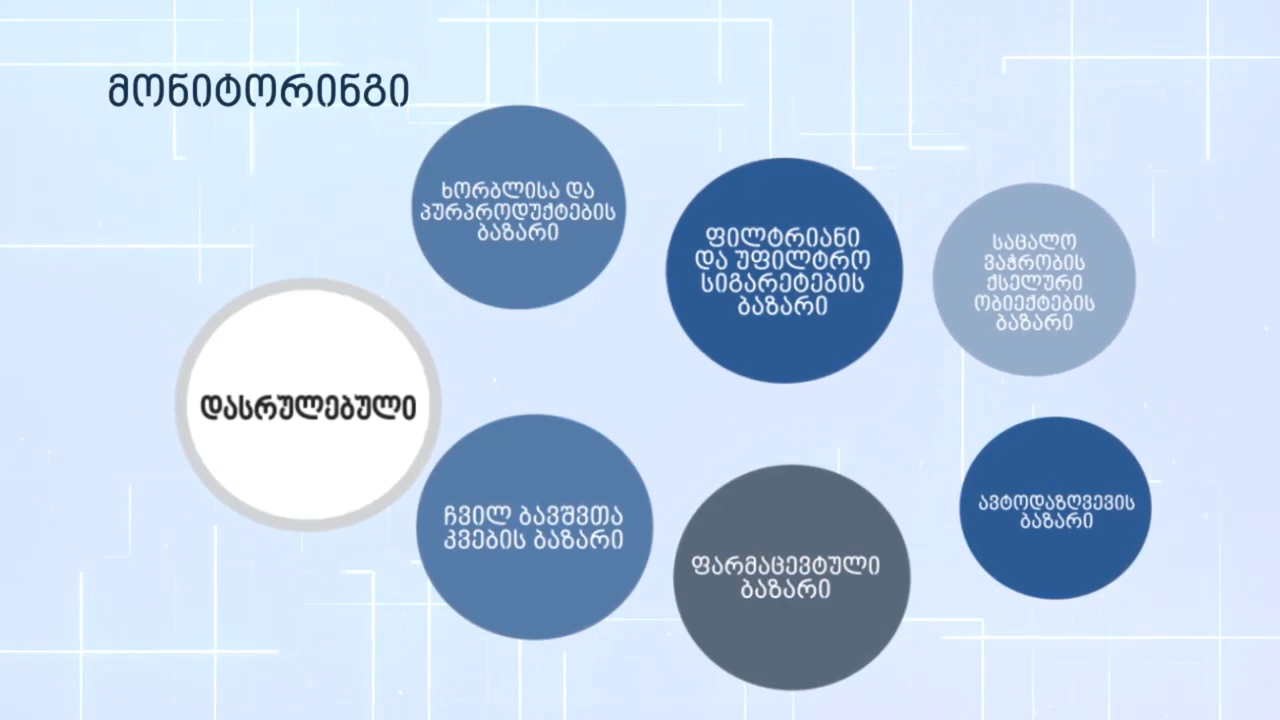 მონიტორინგი
ხორბლისა და
პურპროდუქტების
ბაზარი
ფილტრიანი
და უფილტრო
სიგარეტების
ბაზარი
საცალო
ვაჭრობის
ქსელური
ობიექტების
ბაზარი
დასრულებული
ჩვილ ბავშვთა
კვების ბაზარი
ფარმაცევტული
ბაზარი
ავტოდაზღვევის
ბაზარი